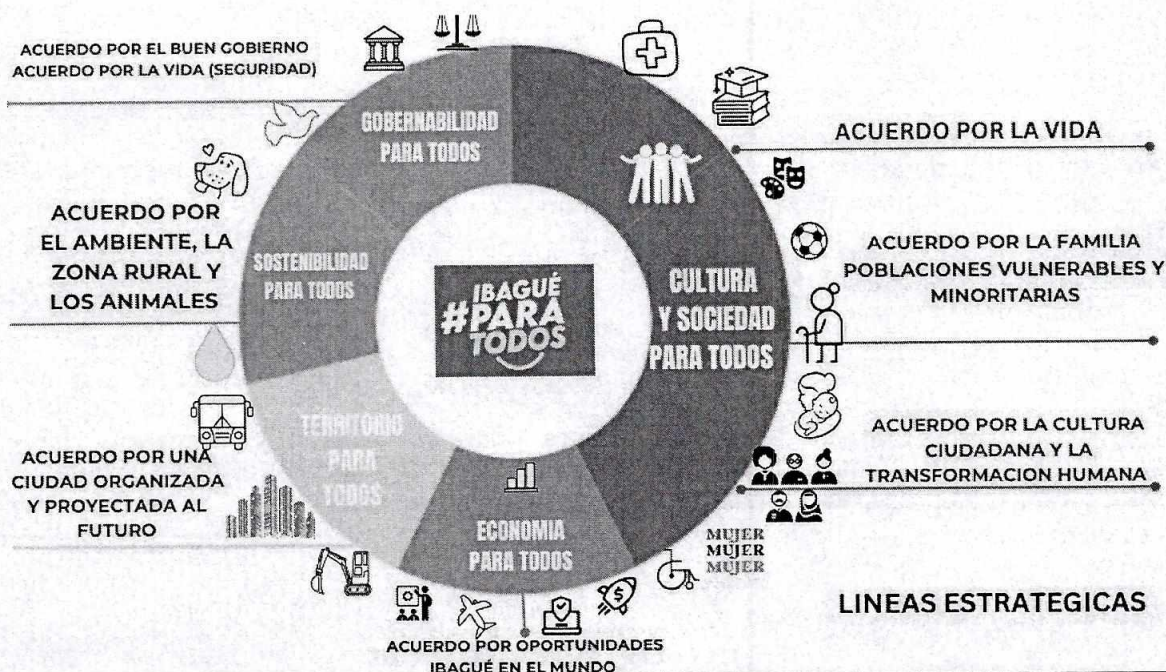 ACUERDO POR EL BUEN GOBIERNO
ACUERDO POR LA VIDA (SEGURIDAD)
GOBERNABILIDAD
PARA TODOS
ACUERDO POR LA VIDA
ACUERDO POR
EL AMBIENTE, LA
ZONA RURAL Y
LOS ANIMALES
SOSTENIBILIDAD
PARA TODOS
IBAGUÉ
#PARA
TODOS
CULTURA
Y SOCIEDAD
PARA TODOS
ACUERDO POR LA FAMILIA
POBLACIONES VULNERABLES Y
MINORITARIAS
TERRITORIO
PARA
TODOS
ACUERDO POR UNA
CIUDAD ORGANIZADA
Y PROYECTADA AL
FUTURO
ECONOMIA
PARA TODOS
ACUERDO POR LA CULTURA
CIUDADANA Y LA
TRANSFORMACION HUMANA
MUJER
MUJER
MUJER
LINEAS ESTRATEGICAS
ACUERDO POR OPORTUNIDADES
IBAGUÉ EN EL MUNDO